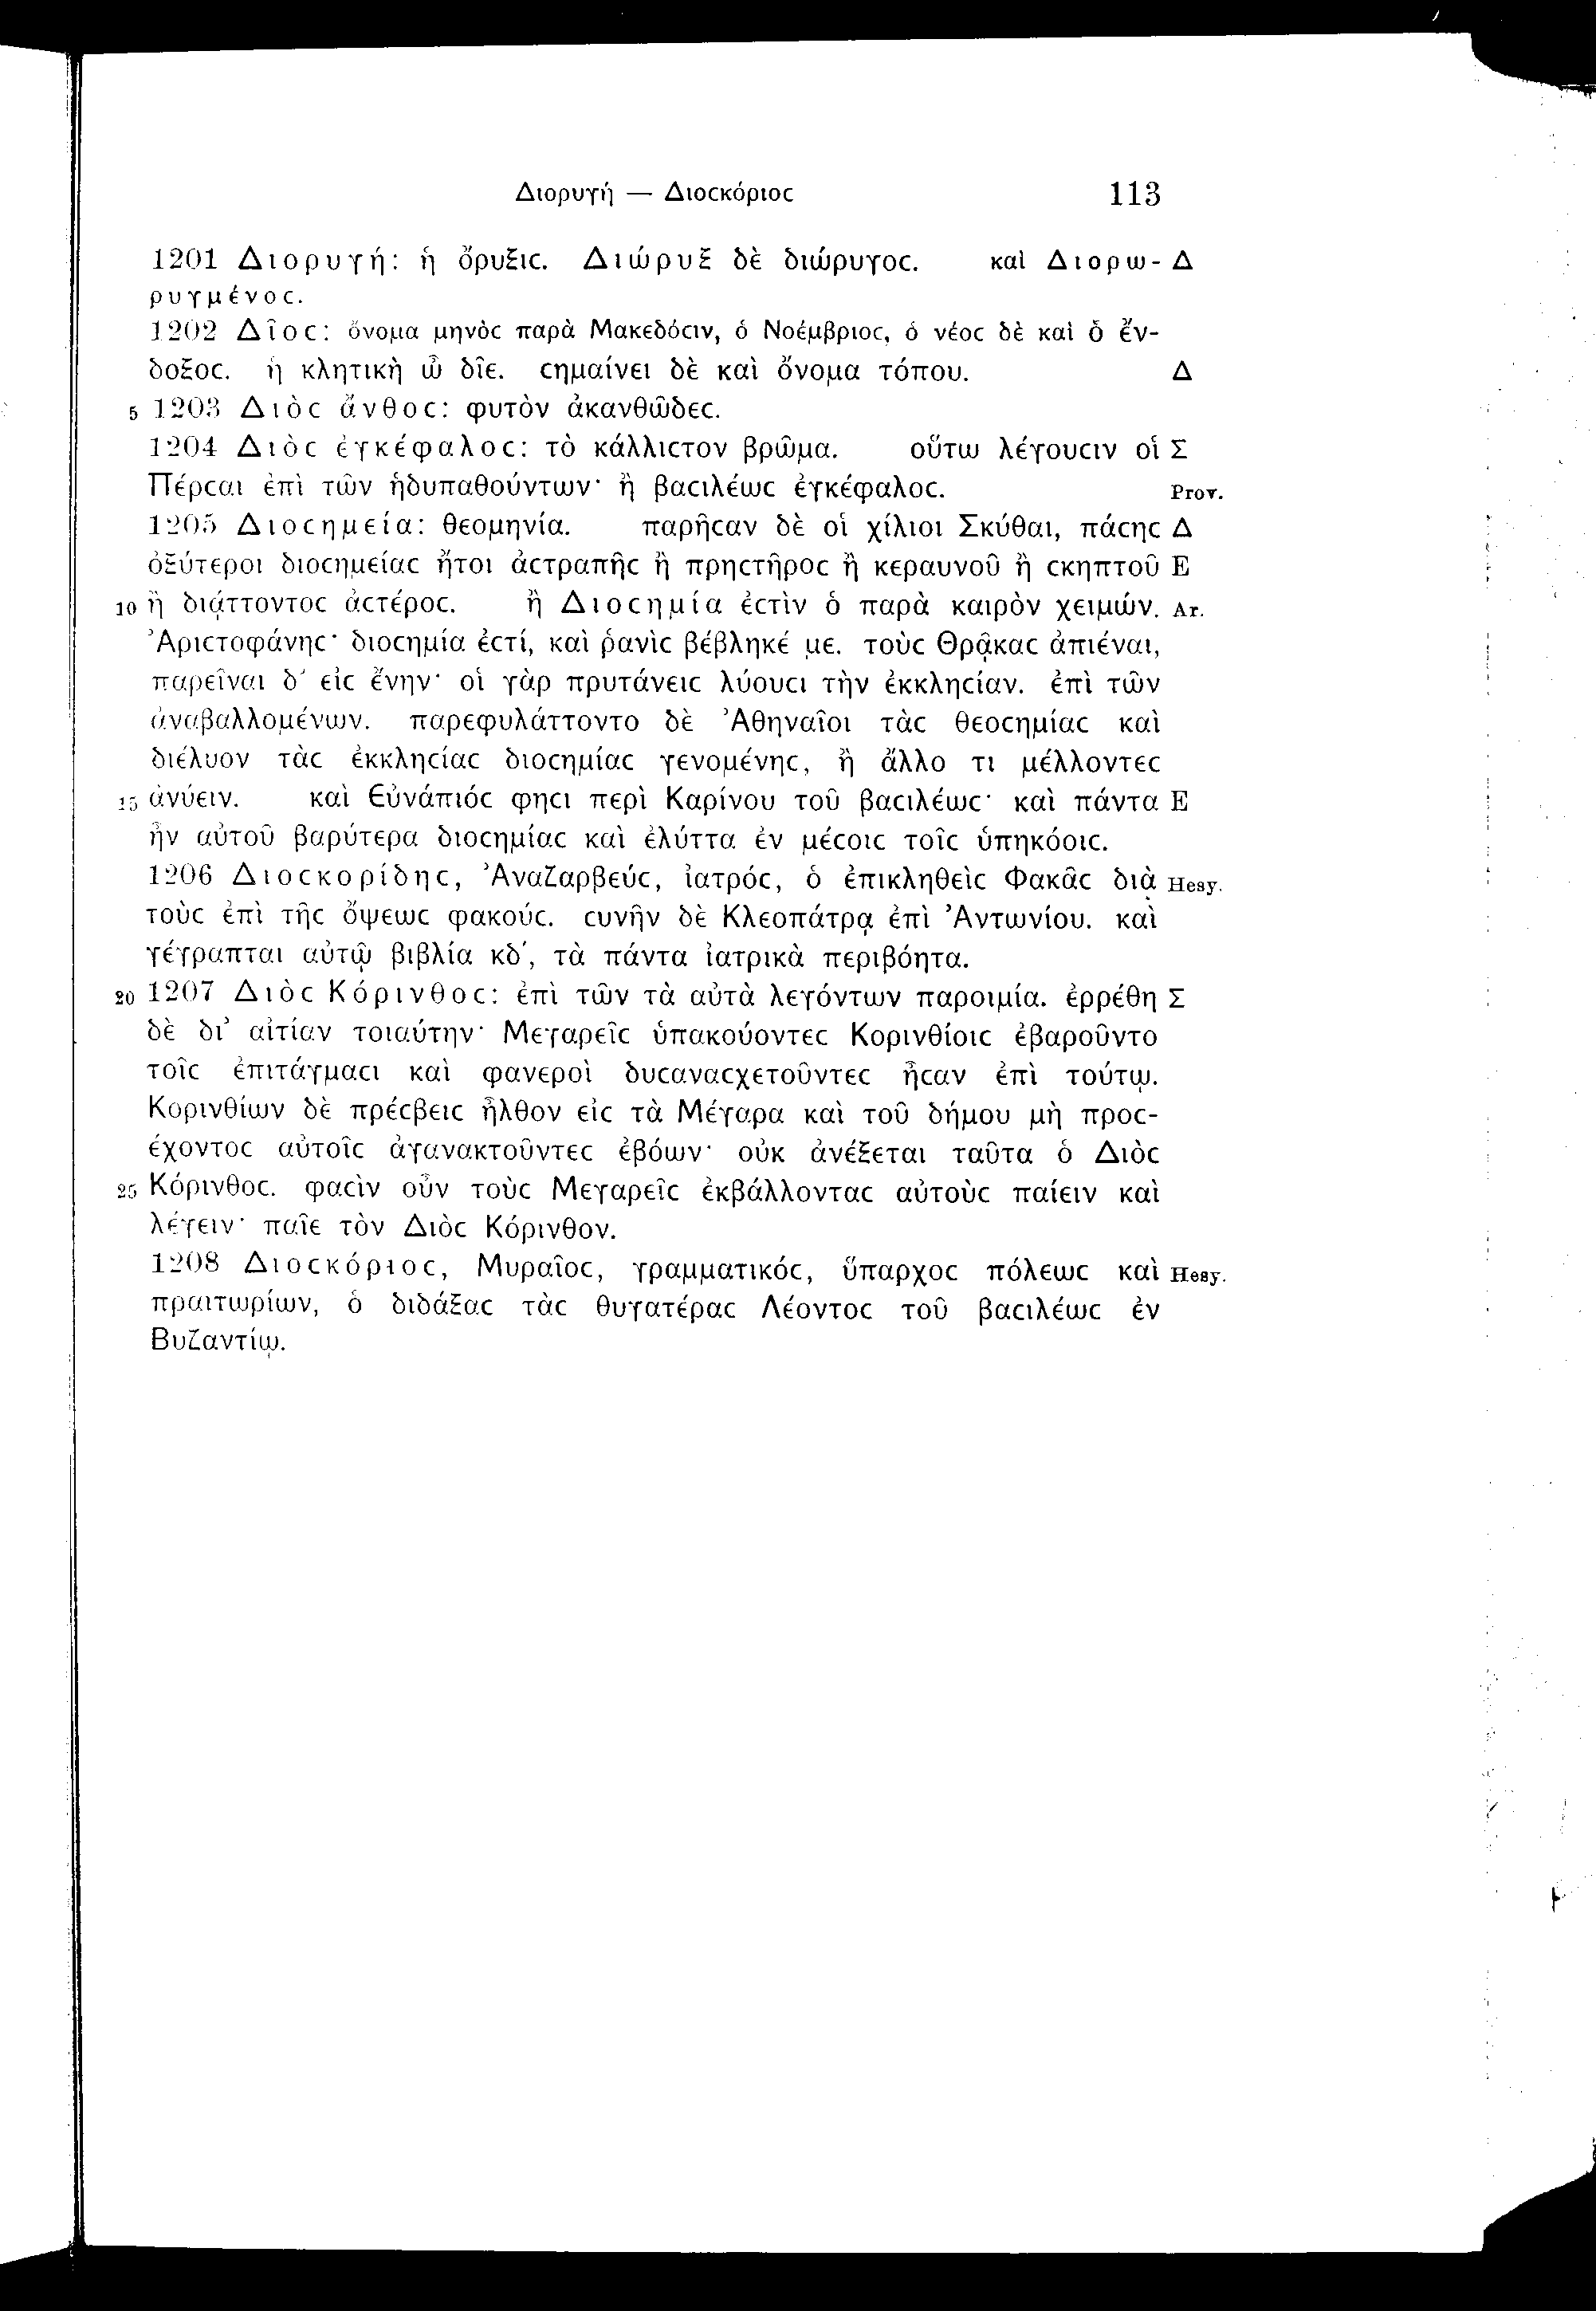 Διορυγή — Διοϲκόριοϲ 113
1201 Διορυγή: ἡ ὄρυξιϲ. Διώρυξ δὲ διώρυγοϲ. καὶ Διορω- Δ
ρυγμένοϲ.
1202 Δῖοϲ: ὄνομα μηνὸϲ παρὰ Μακεδόϲιν, ὁ Νοέμβριοϲ, ὁ νέοϲ δὲ καὶ ὁ ἔν-
δοξοϲ. ἡ κλητικὴ ὦ δῖε. ϲημαίνει δὲ καὶ ὄνομα τόπου. Δ
5 1203 Διὸϲ ἄνθοϲ: φυτὸν ἀκανθῶδεϲ.
1204 Διὸϲ ἐγκέφαλοϲ: τὸ κάλλιϲτον βρῶμα. οὕτω λέγουϲιν οἱ Σ
Πέρϲαι ἐπὶ τῶν ἡδυπαθούντων· ἢ βαϲιλέωϲ ἐγκέφαλοϲ. Prov.
1205 Διοϲημεία: θεομηνία. παρῆϲαν δὲ οἱ χίλιοι Σκύθαι, πάϲηϲ Δ
ὀξύτεροι διοϲημείαϲ ἤτοι ἀϲτραπῆϲ ἢ πρηϲτῆροϲ ἢ κεραυνοῦ ἢ ϲκηπτοῦ E
10 ἢ διᾴττοντοϲ ἀϲτέροϲ. ἢ Διοϲημία ἐϲτὶν ὁ παρὰ καιρὸν χειμών. Ar.
Ἀριϲτοφάνηϲ· διοϲημία ἐϲτί, καὶ ῥανὶϲ βέβληκέ με. τοὺϲ Θρᾷκαϲ ἀπιέναι,
παρεῖναι δ' εἰϲ ἔνην· οἱ γὰρ πρυτάνειϲ λύουϲι τὴν ἐκκληϲίαν. ἐπὶ τῶν
ἀναβαλλομένων. παρεφυλάττοντο δὲ Ἀθηναῖοι τὰϲ θεοϲημίαϲ καὶ
διέλυον τὰϲ ἐκκληϲίαϲ διοϲημίαϲ γενομένηϲ, ἢ ἄλλο τι μέλλοντεϲ
15 ἀνύειν. καὶ Εὐνάπιόϲ φηϲι περὶ Καρίνου τοῦ βαϲιλέωϲ· καὶ πάντα E
ἦν αὐτοῦ βαρύτερα διοϲημίαϲ καὶ ἐλύττα ἐν μέϲοιϲ τοῖϲ ὑπηκόοιϲ.
1206 Διοϲκορίδηϲ, Ἀναζαρβεύϲ, ἰατρόϲ, ὁ ἐπικληθεὶϲ Φακᾶϲ διὰ Hesy.
τοὺϲ ἐπὶ τῆϲ ὄψεωϲ φακούϲ. ϲυνῆν δὲ Κλεοπάτρᾳ ἐπὶ Ἀντωνίου. καὶ
γέγραπται αὐτῷ βιβλία κδʹ, τὰ πάντα ἰατρικὰ περιβόητα.
20 1207 Διὸϲ Κόρινθοϲ: ἐπὶ τῶν τὰ αὐτὰ λεγόντων παροιμία. ἐρρέθη Σ
δὲ δι' αἰτίαν τοιαύτην· Μεγαρεῖϲ ὑπακούοντεϲ Κορινθίοιϲ ἐβαροῦντο
τοῖϲ ἐπιτάγμαϲι καὶ φανεροὶ δυϲαναϲχετοῦντεϲ ἦϲαν ἐπὶ τούτῳ.
Κορινθίων δὲ πρέϲβειϲ ἦλθον εἰϲ τὰ Μέγαρα καὶ τοῦ δήμου μὴ προϲ-
έχοντοϲ αὐτοῖϲ ἀγανακτοῦντεϲ ἐβόων· οὐκ ἀνέξεται ταῦτα ὁ Διὸϲ
25 Κόρινθοϲ. φαϲὶν οὖν τοὺϲ Μεγαρεῖϲ ἐκβάλλονταϲ αὐτοὺϲ παίειν καὶ
λέγειν· παῖε τὸν Διὸϲ Κόρινθον.
1208 Διοϲκόριοϲ, Μυραῖοϲ, γραμματικόϲ, ὕπαρχοϲ πόλεωϲ καὶ Hesy.
πραιτωρίων, ὁ διδάξαϲ τὰϲ θυγατέραϲ Λέοντοϲ τοῦ βαϲιλέωϲ ἐν
Βυζαντίῳ.